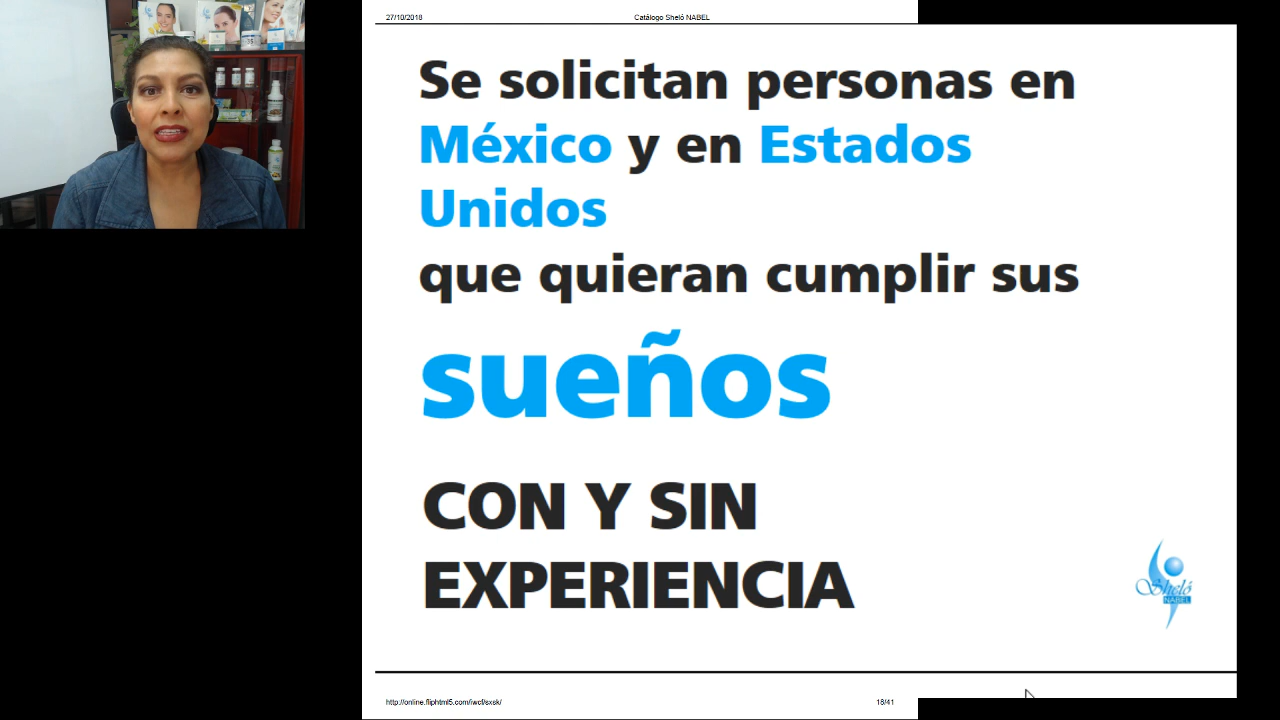 27/10/2018
Catálogo Sheló NABEL
Se solicitan personas en
México y en Estados
Unidos
que quieran cumplir sus
sueños
CON Y SIN
EXPERIENCIA
Sheló
NABEL
http://online.fliphtml5.com/iwcf/sxsk/
18/41